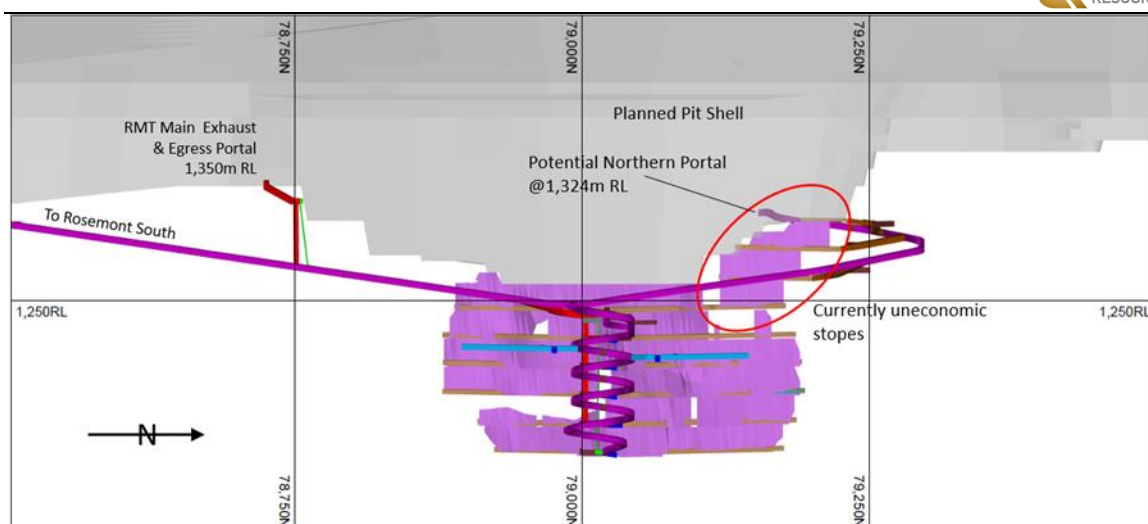 RESOUR
78,750N
79,000N
79,250N
Planned Pit Shell
RMT Main Exhaust
& Egress Portal
1,350m RL
Potential Northern Portal
@1,324m RL
To Rosemont South
1,250RL
Currently uneconomic
stopes
1,250RL
N
78,750N
79,000N
79,250N